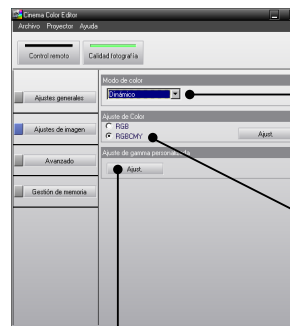 Cinema Color Editor
Archivo Proyector Ayuda
Control remoto
Calidad fotografía
Modo de color
Dinámico
Ajustes generales
Ajuste de Color
RGB
RGBCMY
Ajust.
Ajustes de imagen
Ajuste de gamma personalizada
Ajust.
Avanzado
Gestión de memoria